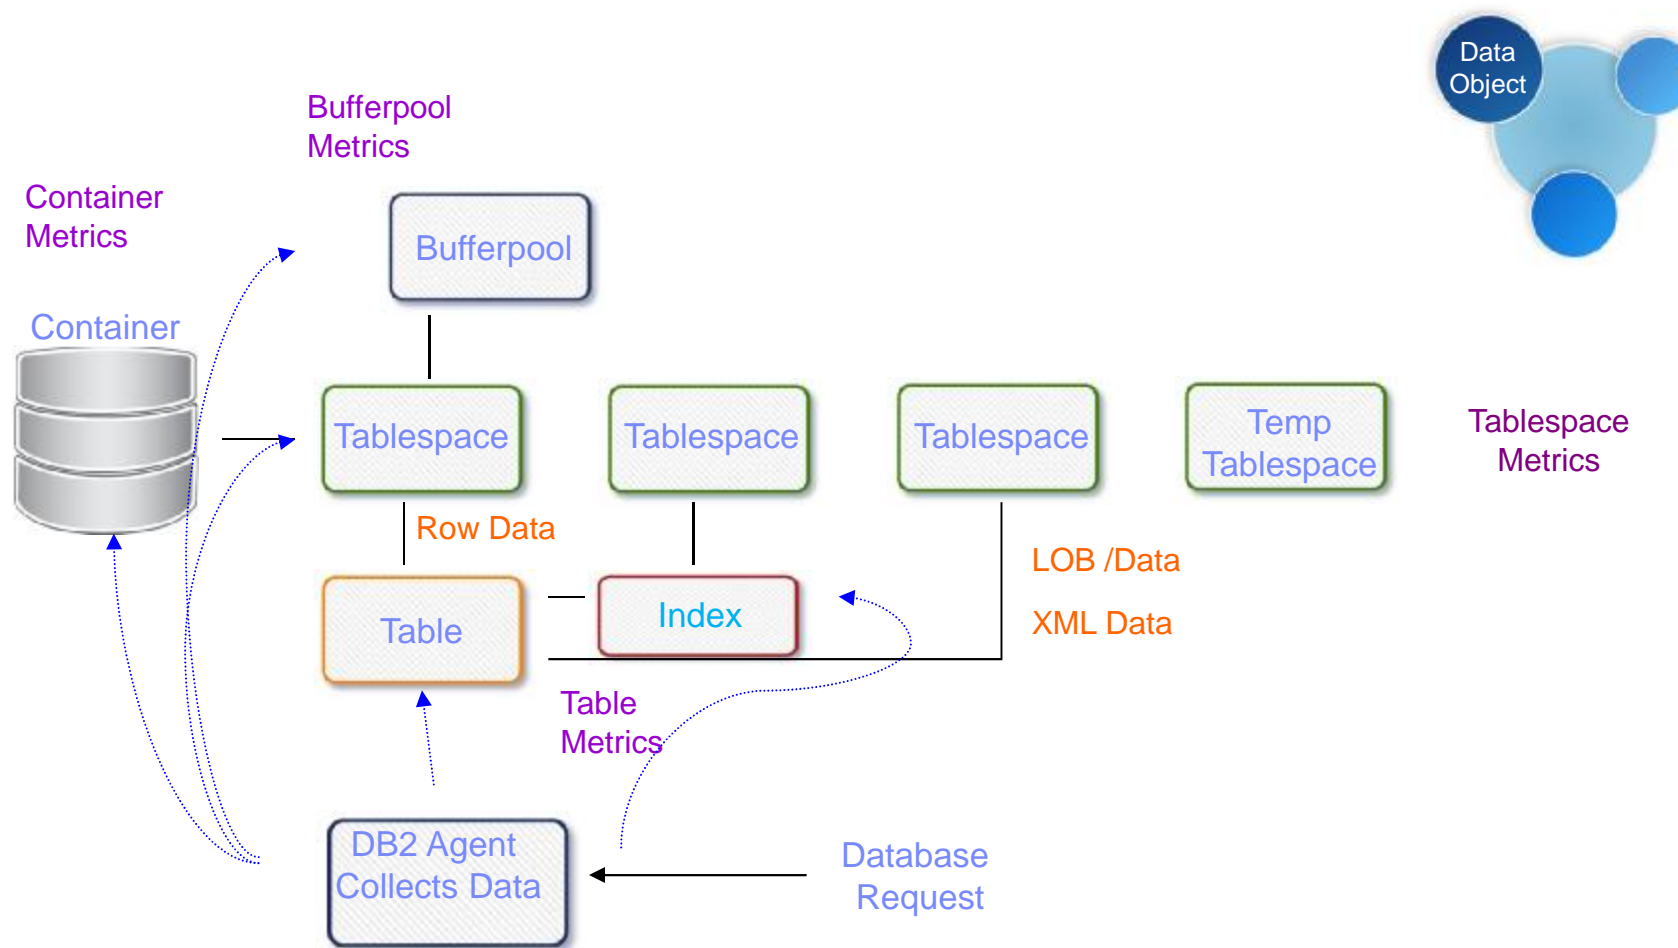 Data
Object
Bufferpool
Metrics
Container
Metrics
Bufferpool
Container
Tablespace
Tablespace
Tablespace
Temp
Tablespace
Tablespace
Metrics
Row Data
LOB /Data
XML Data
Table
Index
Table
Metrics
DB2 Agent
Collects Data
Database
Request